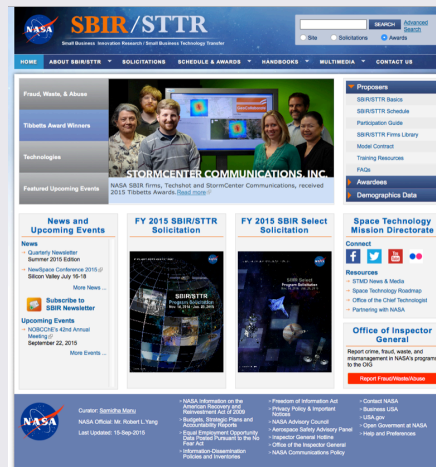 NASA
SBIR/STTR
Small Business Innovation Research / Small Business Technology Transfer
SEARCH
Advanced Search
Site
Solicitations
Awards
HOME
ABOUT SBIR/STTR
SOLICITATIONS
SCHEDULE & AWARDS
HANDBOOKS
MULTIMEDIA
CONTACT US
Fraud, Waste, & Abuse
Tibbetts Award Winners
Technologies
Featured Upcoming Events
STORMCENTER COMMUNICATIONS, INC.
NASA SBIR firms, Techshot and StormCenter Communications, received
2015 Tibbetts Awards. Read more
Proposers
SBIR/STTR Basics
SBIR/STTR Schedule
Participation Guide
SBIR/STTR Firms Library
Model Contract
Training Resources
FAQs
Awardees
Demographics Data
News and
Upcoming Events
News
Quarterly Newsletter
Summer 2015 Edition
NewSpace Conference 2015
Silicon Valley July 16-18
More News ...
Subscribe to
SBIR Newsletter
Upcoming Events
NOBCChE's 42nd Annual
Meeting
September 22, 2015
More Events ...
FY 2015 SBIR/STTR
Solicitation
SBIR/STTR
Program Solicitation
FY 2015 SBIR Select
Solicitation
SBIR Select
Program Solicitation
Space Technology
Mission Directorate
Connect
Resources
STMD News & Media
Space Technology Roadmap
Office of the Chief Technologist
Partnering with NASA
Office of Inspector
General
Report crime, fraud, waste, and
mismanagement in NASA's programs
to the OIG
Report Fraud/Waste/Abuse
NASA
Curator: Samidha Manu
NASA Official: Mr. Robert L.Yang
Last Updated: 15-Sep-2015
> NASA Information on the
American Recovery and
Reinvestment Act of 2009
> Budgets, Strategic Plans and
Accountability Reports
> Equal Employment Opportunity
Data Posted Pursuant to the No
Fear Act
> Information-Dissemination
Policies and Inventories
> Freedom of Information Act
> Privacy Policy & Important
Notices
> NASA Advisory Council
> Aerospace Safety Advisory Panel
> Inspector General Hotline
> Office of the Inspector General
> NASA Communications Policy
> Contact NASA
> Business USA
> USA.gov
> Open Goverment at NASA
> Help and Preferences